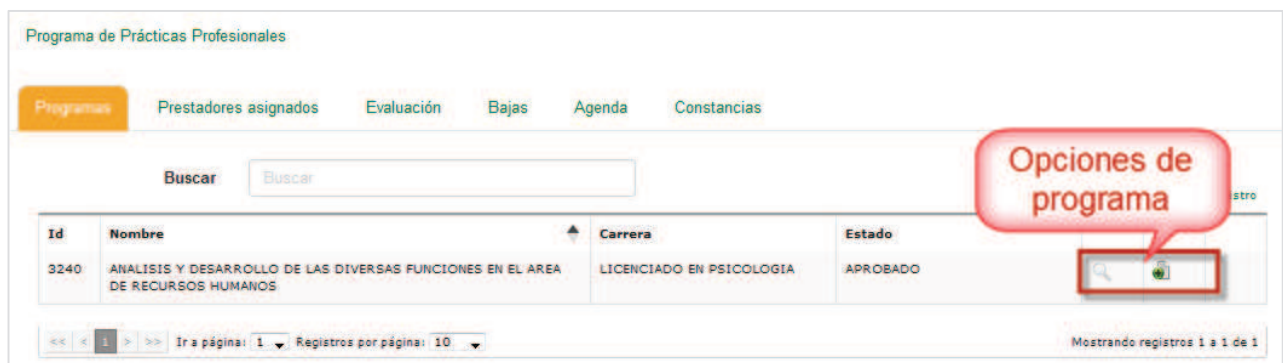 Programa de Prácticas Profesionales
Programas Prestadores asignados Evaluación Bajas Agenda Constancias
Opciones de
programa
Buscar Buscar
istro
Id Nombre Carrera Estado
3240 ANALISIS Y DESARROLLO DE LAS DIVERSAS FUNCIONES EN EL AREA LICENCIADO EN PSICOLOGIA APROBADO
DE RECURSOS HUMANOS
<< < 1 > >> Ir a página: 1 Registros por página: 10 Mostrando registros 1 a 1 de 1